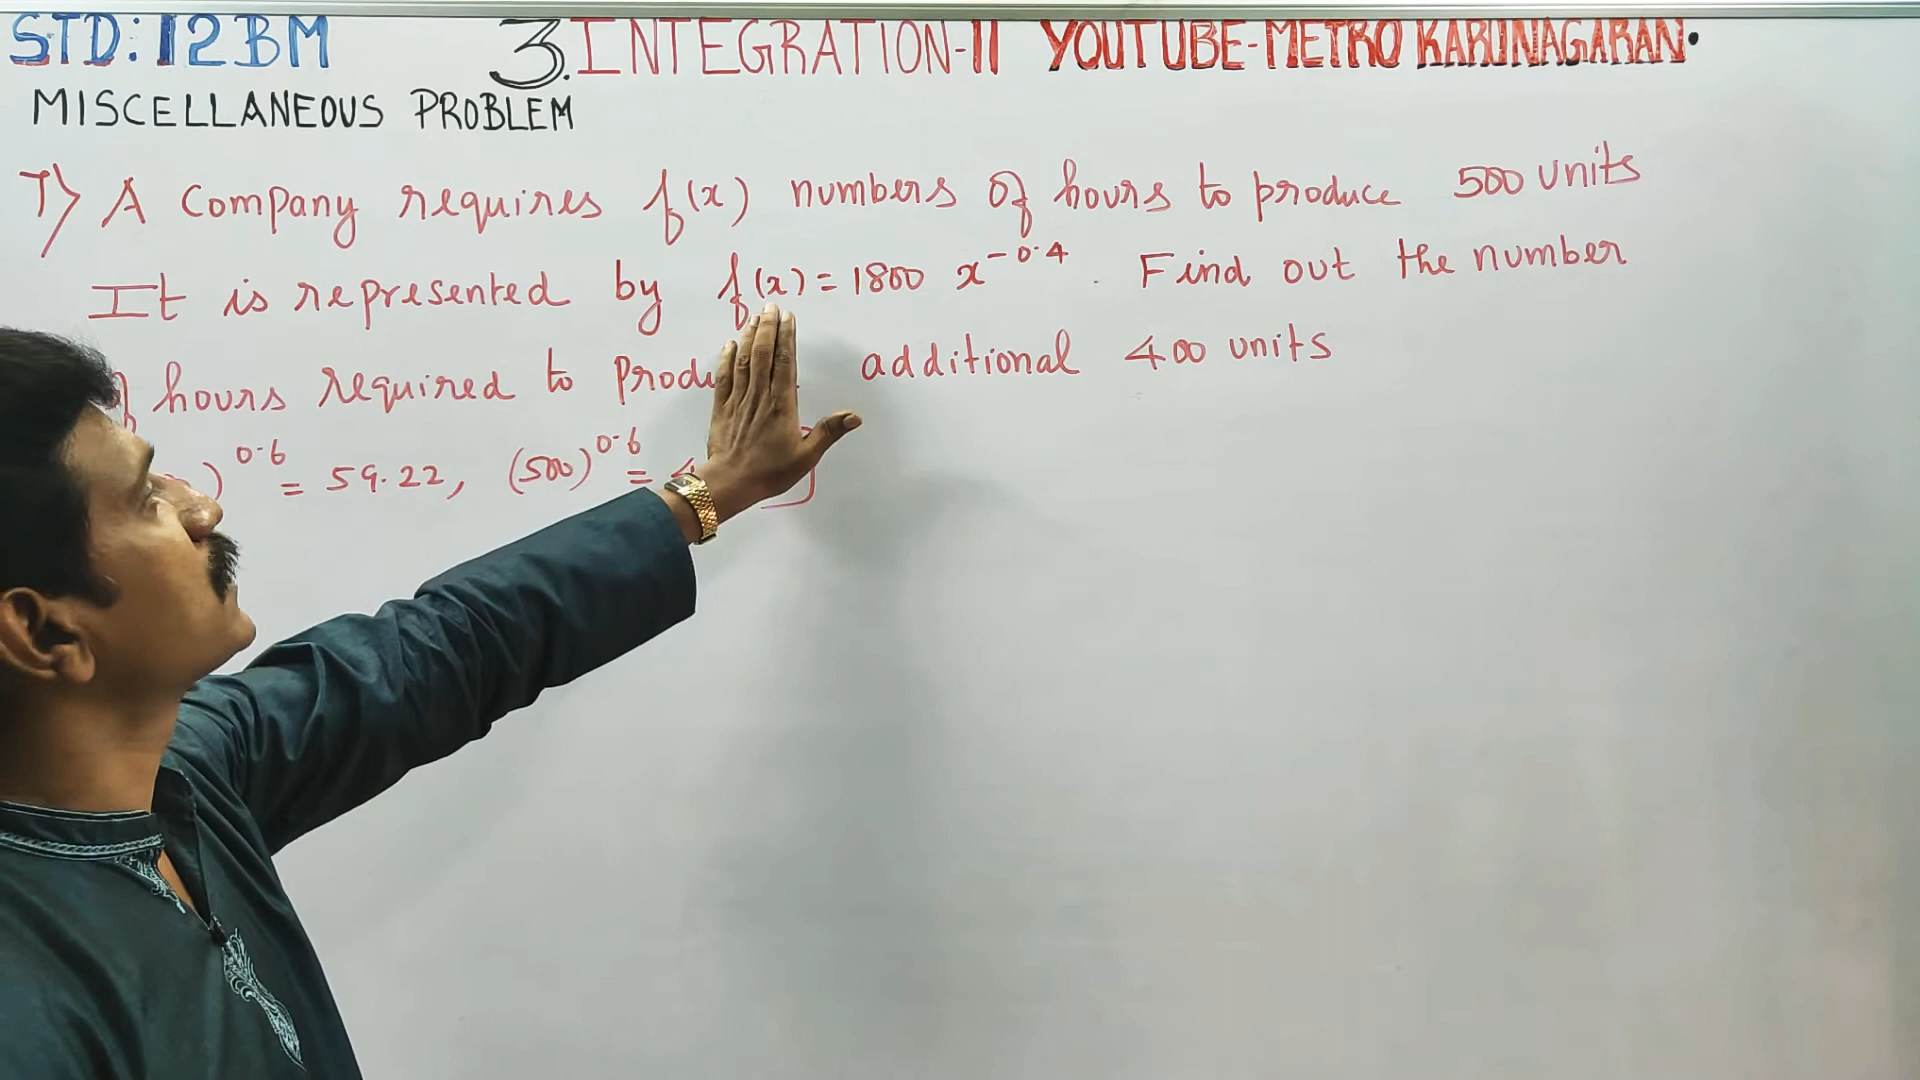 STD: 12 BM 3. INTEGRATION-II YOUTUBE-METRO KARUNAGARAN.
MISCELLANEOUS PROBLEM
7) A Company requires f(x) numbers of hours to produce 500 units
It is represented by f(x) = 1800 x^-0.4. Find out the number
hours required to additional 400 units
)^0.6 = 59.22, (500)^0.6 = 4 ]